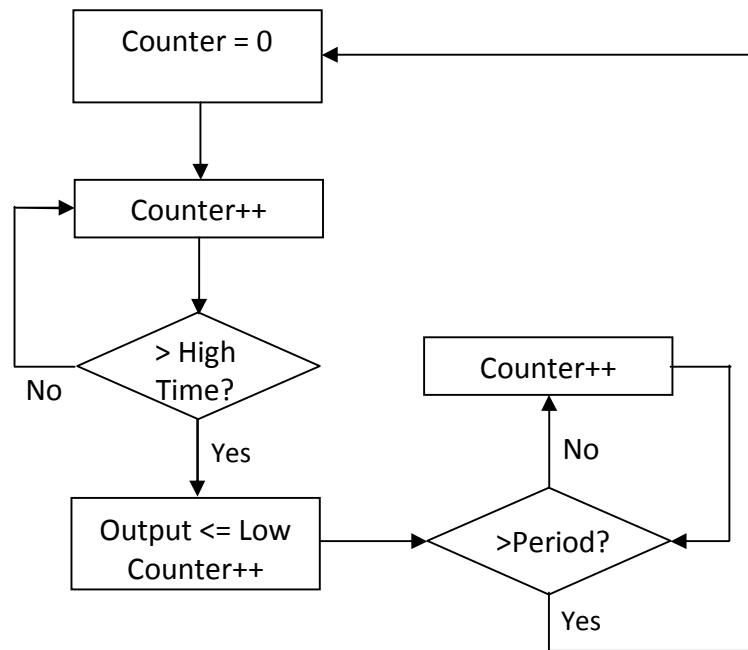 Counter = 0
Counter++
> High
Time?
No
Yes
Output <= Low
Counter++
>Period?
No
Counter++
Yes